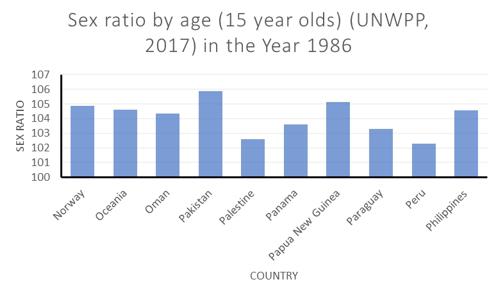 Sex ratio by age (15 year olds) (UNWPP,
2017) in the Year 1986
107
106
105
104
103
102
101
100
SEX RATIO
Norway
Oceania
Oman
Pakistan
Palestine
Panama
Papua New Guinea
Paraguay
Peru
Philippines
COUNTRY